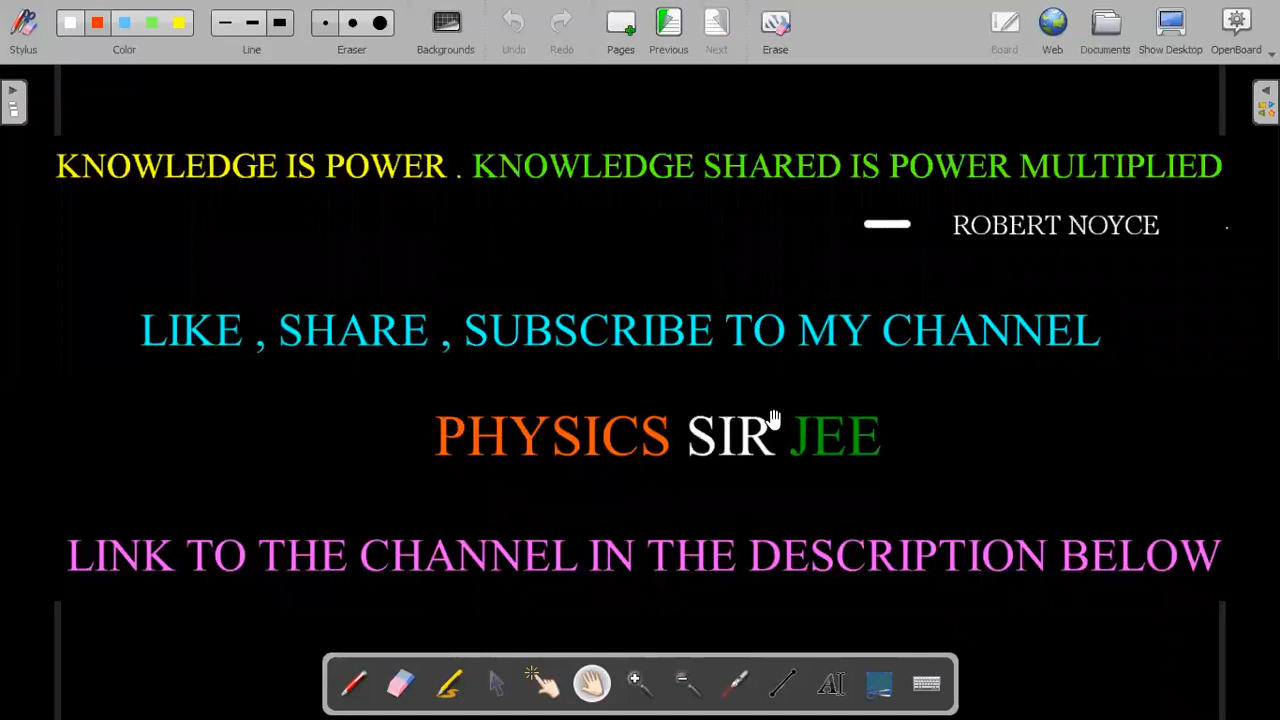 Stylus Color Line Eraser Backgrounds Undo Redo Pages Previous Next Erase Board Web Documents Show Desktop OpenBoard
KNOWLEDGE IS POWER . KNOWLEDGE SHARED IS POWER MULTIPLIED
— ROBERT NOYCE .
LIKE , SHARE , SUBSCRIBE TO MY CHANNEL
PHYSICS SIR JEE
LINK TO THE CHANNEL IN THE DESCRIPTION BELOW
AI